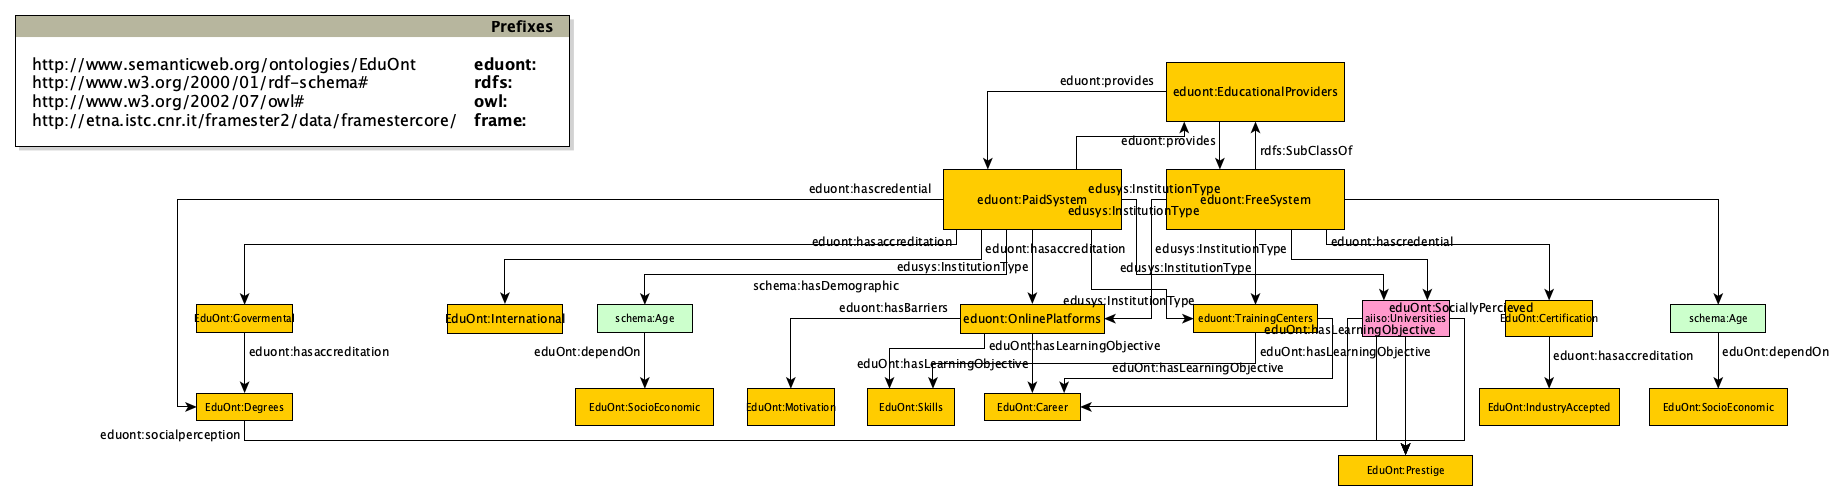 Prefixes
http://www.semanticweb.org/ontologies/EduOnt eduont:
http://www.w3.org/2000/01/rdf-schema# rdfs:
http://www.w3.org/2002/07/owl# owl:
http://etna.istc.cnr.it/framester2/data/framestercore/ frame:
eduont:provides
eduont:EducationalProviders
eduont:provides
rdfs:SubClassOf
eduont:hascredential
edusys:InstitutionType
eduont:PaidSystem
eduont:FreeSystem
edusys:InstitutionType
eduont:hasaccreditation
eduont:hasaccreditation
edusys:InstitutionType
eduont:hascredential
edusys:InstitutionType
edusys:InstitutionType
schema:hasDemographic
edusys:InstitutionType
eduont:hasBarriers
eduOnt:SociallyPercieved
EduOnt:Govermental
EduOnt:International
schema:Age
eduont:OnlinePlatforms
eduont:TrainingCenters
aiiso:Universities
EduOnt:Certification
schema:Age
eduOnt:hasLearningObjective
eduont:hasaccreditation
eduOnt:dependOn
eduOnt:hasLearningObjective
eduOnt:hasLearningObjective
eduont:hasaccreditation
eduOnt:dependOn
eduOnt:hasLearningObjective
eduOnt:hasLearningObjective
EduOnt:Degrees
EduOnt:SocioEconomic
EduOnt:Motivation
EduOnt:Skills
EduOnt:Career
EduOnt:IndustryAccepted
EduOnt:SocioEconomic
eduont:socialperception
EduOnt:Prestige